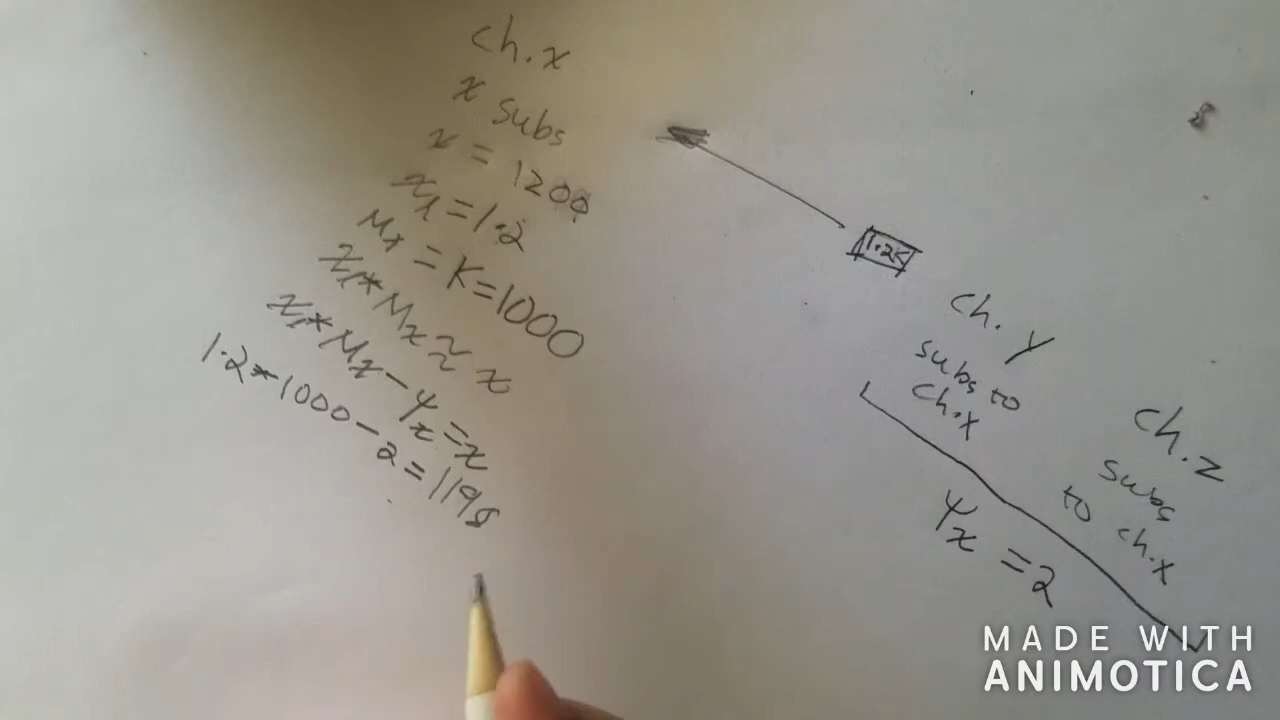 ch.x
x subs
x = 1200
x₁ = 1.2
Mx = K = 1000
x₁ * Mx ≈ x
x₁ * Mx - Ψx = x
1.2 * 1000 - 2 = 1198
1.2K
ch. y
subs to
ch.x
ch.z
subs
to ch.x
Ψx = 2
MADE WITH
ANIMOTICA